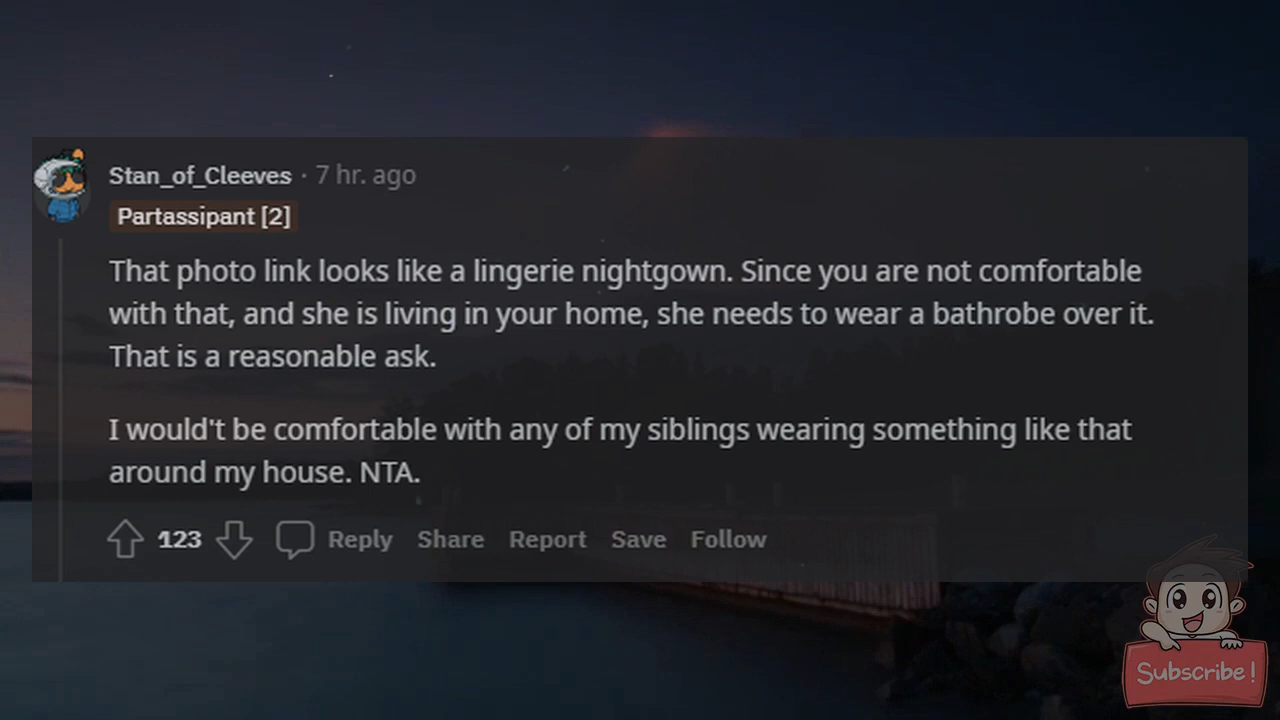 Stan_of_Cleeves · 7 hr. ago
Partassipant [2]
That photo link looks like a lingerie nightgown. Since you are not comfortable
with that, and she is living in your home, she needs to wear a bathrobe over it.
That is a reasonable ask.
I would't be comfortable with any of my siblings wearing something like that
around my house. NTA.
123 Reply Share Report Save Follow
Subscribe!